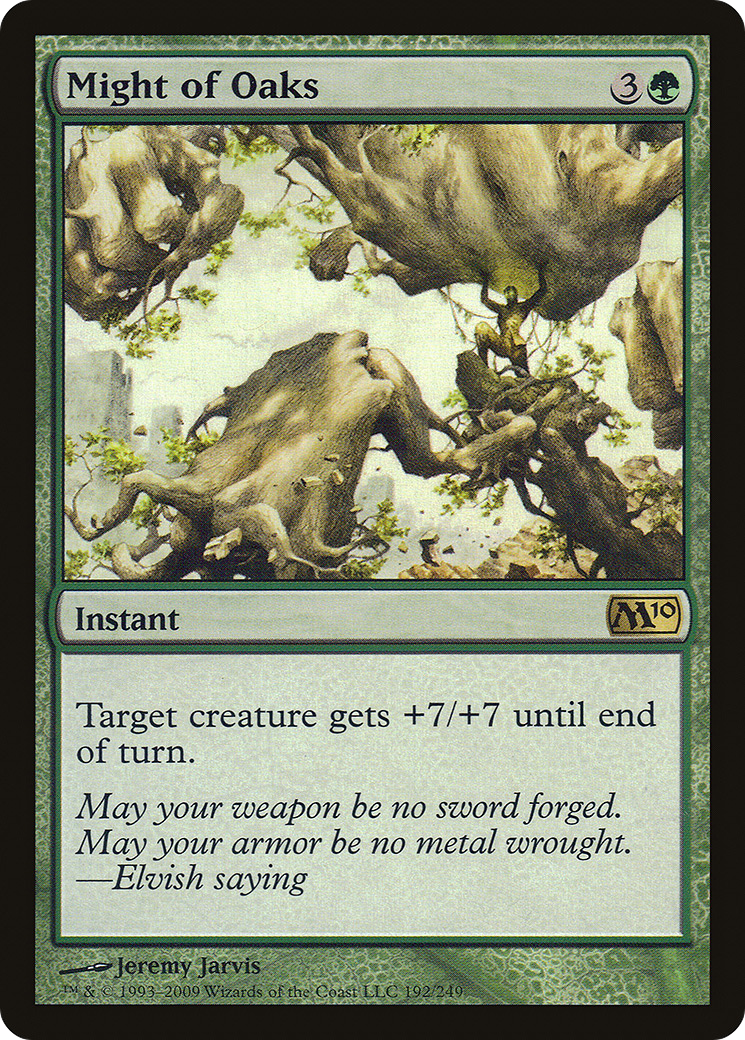 Might of Oaks 3
Instant M10
Target creature gets +7/+7 until end
of turn.
May your weapon be no sword forged.
May your armor be no metal wrought.
—Elvish saying
Jeremy Jarvis
™ & © 1993–2009 Wizards of the Coast LLC 192/249